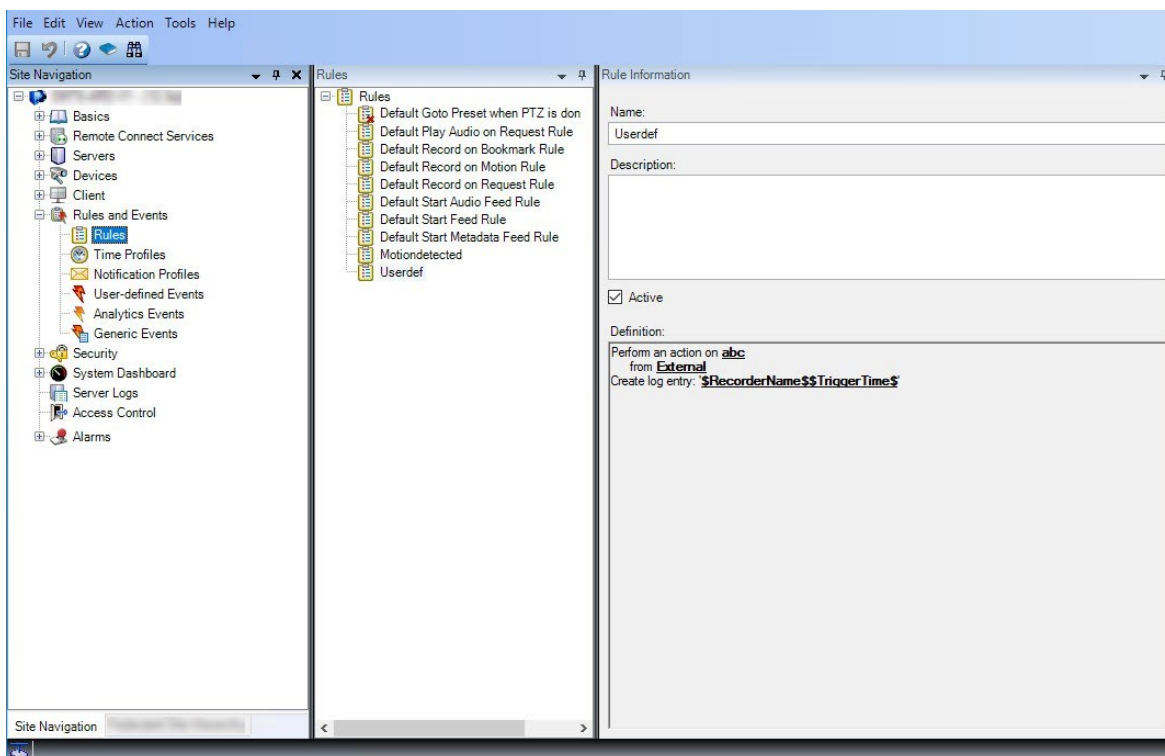 File Edit View Action Tools Help
Site Navigation
Basics
Remote Connect Services
Servers
Devices
Client
Rules and Events
Rules
Time Profiles
Notification Profiles
User-defined Events
Analytics Events
Generic Events
Security
System Dashboard
Server Logs
Access Control
Alarms
Site Navigation
Rules
Rules
Default Goto Preset when PTZ is don
Default Play Audio on Request Rule
Default Record on Bookmark Rule
Default Record on Motion Rule
Default Record on Request Rule
Default Start Audio Feed Rule
Default Start Feed Rule
Default Start Metadata Feed Rule
Motiondetected
Userdef
Rule Information
Name:
Userdef
Description:
Active
Definition:
Perform an action on abc
from External
Create log entry: '$RecorderName$$TriggerTime$'